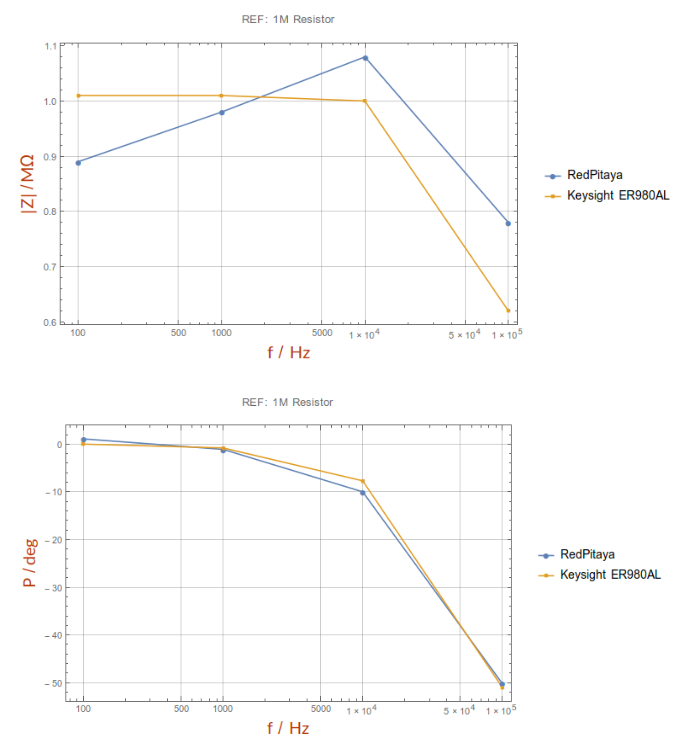 REF: 1M Resistor
1.1
1.0
0.9
0.8
0.7
0.6
|Z| / MΩ
100 500 1000 5000 1 × 10⁴ 5 × 10⁴ 1 × 10⁵
f / Hz
RedPitaya
Keysight ER980AL
REF: 1M Resistor
0
-10
-20
-30
-40
-50
P / deg
100 500 1000 5000 1 × 10⁴ 5 × 10⁴ 1 × 10⁵
f / Hz
RedPitaya
Keysight ER980AL